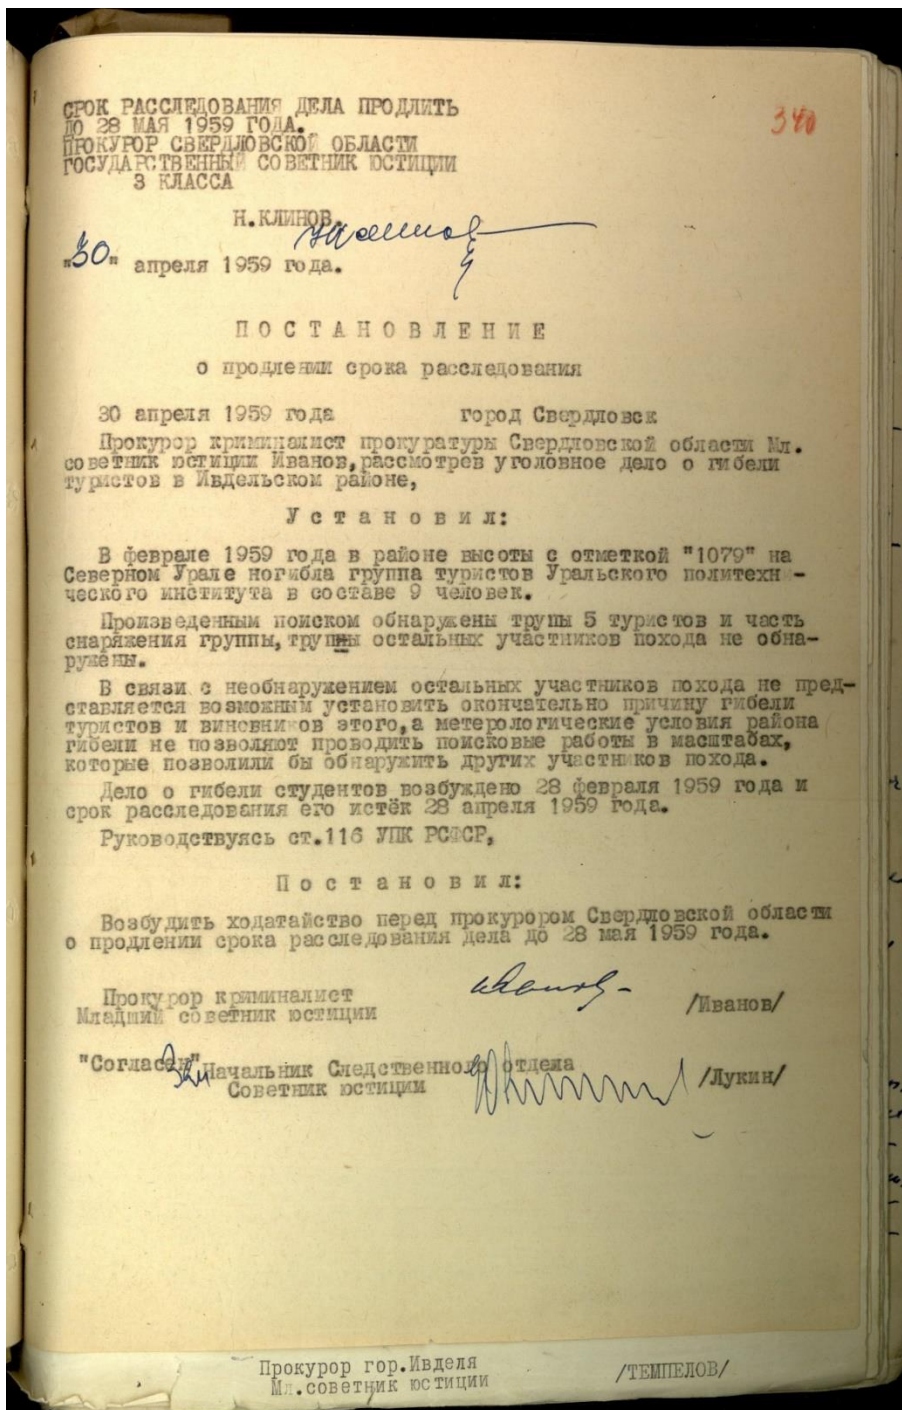 СРОК РАССЛЕДОВАНИЯ ДЕЛА ПРОДЛИТЬ
ДО 28 МАЯ 1959 ГОДА.
ПРОКУРОР СВЕРДЛОВСКОЙ ОБЛАСТИ
ГОСУДАРСТВЕННЫЙ СОВЕТНИК ЮСТИЦИИ
3 КЛАССА
340
Н.КЛИНОВ.
"30" апреля 1959 года.
ПОСТАНОВЛЕНИЕ
о продлении срока расследования
30 апреля 1959 года город Свердловск
Прокурор криминалист прокуратуры Свердловской области Мл.
советник юстиции Иванов,рассмотрев уголовное дело о гибели
туристов в Ивдельском районе,
Установил:
В феврале 1959 года в районе высоты с отметкой "1079" на
Северном Урале погибла группа туристов Уральского политехни-
ческого института в составе 9 человек.
Произведенным поиском обнаружены трупы 5 туристов и часть
снаряжения группы,трупы остальных участников похода не обна-
ружены.
В связи с необнаружением остальных участников похода не пред-
ставляется возможным установить окончательно причину гибели
туристов и виновников этого,а метерологические условия района
гибели не позволяют проводить поисковые работы в масштабах,
которые позволили бы обнаружить других участников похода.
Дело о гибели студентов возбуждено 28 февраля 1959 года и
срок расследования его истёк 28 апреля 1959 года.
Руководствуясь ст.116 УПК РСФСР,
Постановил:
Возбудить ходатайство перед прокурором Свердловской области
о продлении срока расследования дела до 28 мая 1959 года.
Прокурор криминалист
Младший советник юстиции /Иванов/
"Согласен" Зам Начальник Следственного отдела
Советник юстиции /Лукин/
Прокурор гор.Ивделя
Мл.советник юстиции /ТЕМПЕЛОВ/